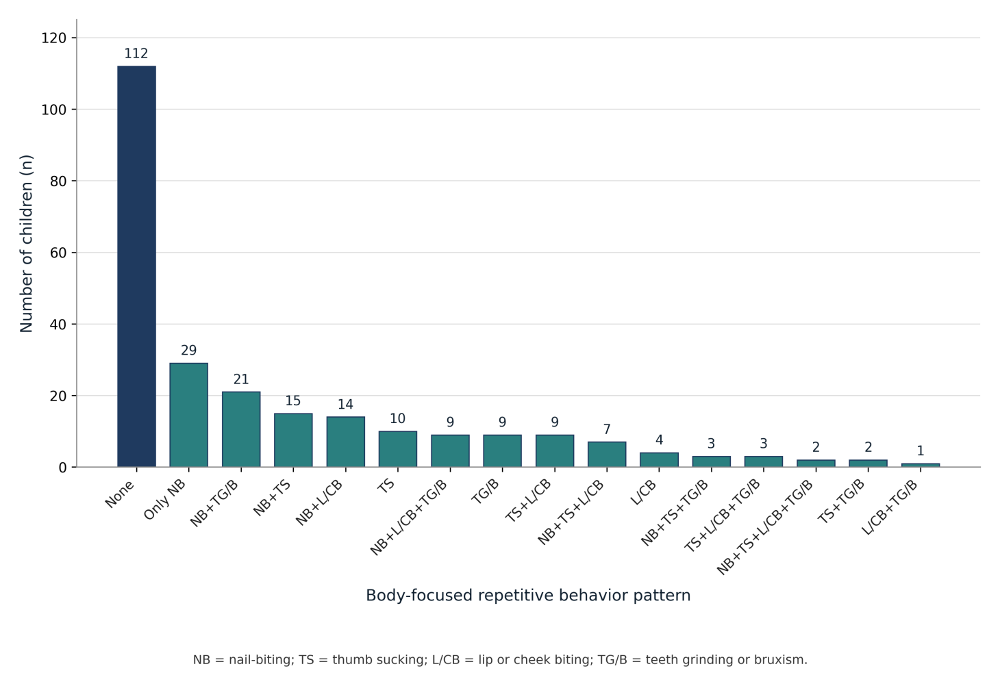 120
100
80
60
40
20
0
Number of children (n)
112
29
21
15
14
10
9
9
9
7
4
3
3
2
2
1
None
Only NB
NB+TG/B
NB+TS
NB+L/CB
TS
NB+L/CB+TG/B
TG/B
TS+L/CB
NB+TS+L/CB
L/CB
NB+TS+TG/B
TS+L/CB+TG/B
NB+TS+L/CB+TG/B
TS+TG/B
L/CB+TG/B
Body-focused repetitive behavior pattern
NB = nail-biting; TS = thumb sucking; L/CB = lip or cheek biting; TG/B = teeth grinding or bruxism.